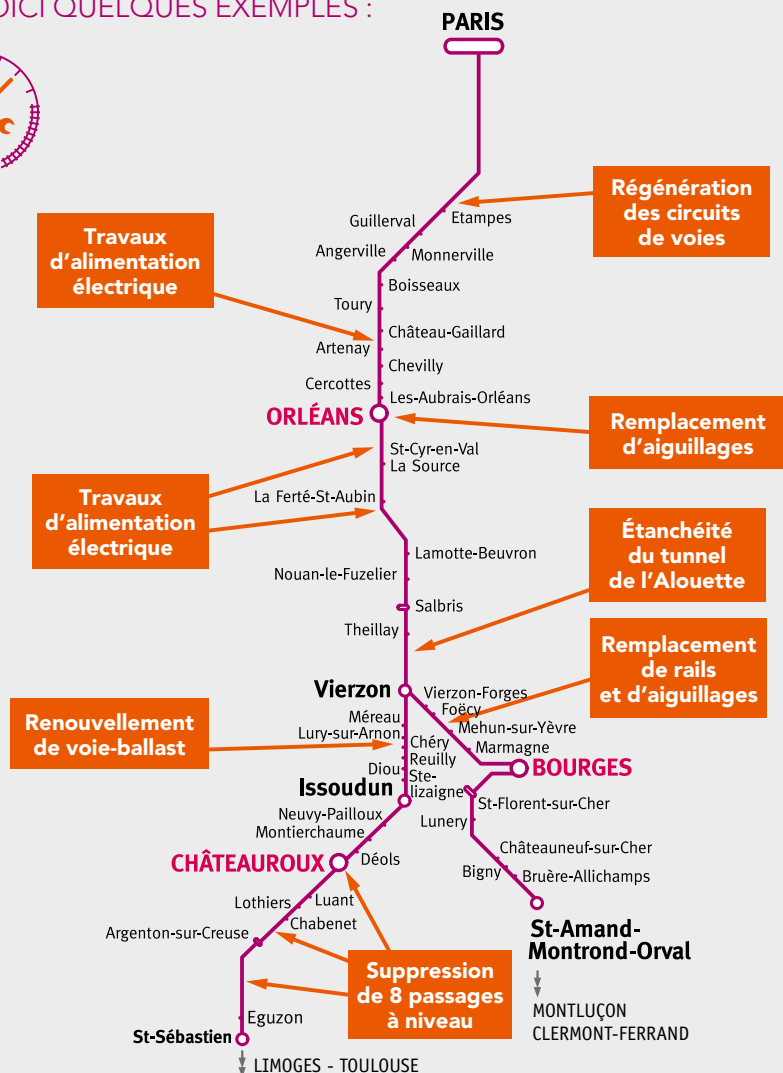 OICI QUELQUES EXEMPLES :
PARIS
Régénération
des circuits
de voies
Etampes
Guillerval
Travaux
d'alimentation
électrique
Angerville
Monnerville
Boisseaux
Toury
Château-Gaillard
Artenay
Chevilly
Cercottes
Les-Aubrais-Orléans
ORLÉANS
Remplacement
d'aiguillages
St-Cyr-en-Val
La Source
Travaux
d'alimentation
électrique
La Ferté-St-Aubin
Étanchéité
du tunnel
de l'Alouette
Lamotte-Beuvron
Nouan-le-Fuzelier
Salbris
Theillay
Remplacement
de rails
et d'aiguillages
Vierzon
Vierzon-Forges
Foëcy
Mehun-sur-Yèvre
Marmagne
BOURGES
Renouvellement
de voie-ballast
Méreau
Lury-sur-Arnon
Chéry
Reuilly
Diou
Ste-
lizaigne
Issoudun
St-Florent-sur-Cher
Lunery
Neuvy-Pailloux
Montierchaume
Déols
CHÂTEAUROUX
Châteauneuf-sur-Cher
Bigny
Bruère-Allichamps
Luant
Lothiers
Chabenet
Argenton-sur-Creuse
St-Amand-
Montrond-Orval
Suppression
de 8 passages
à niveau
MONTLUÇON
CLERMONT-FERRAND
Eguzon
St-Sébastien
LIMOGES - TOULOUSE